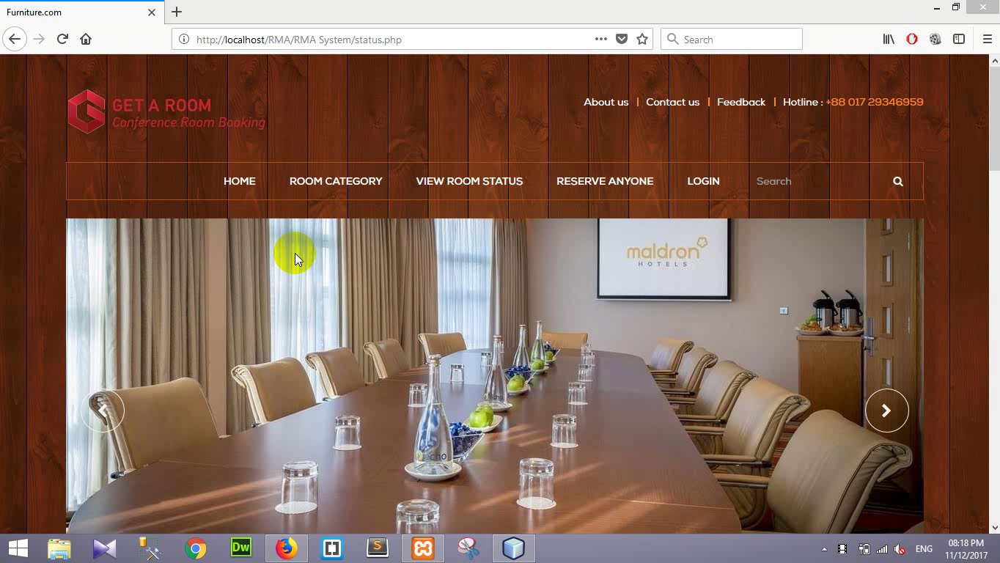 Furniture.com
http://localhost/RMA/RMA System/status.php
Search
GET A ROOM
Conference Room Booking
About us | Contact us | Feedback | Hotline : +88 017 29346959
HOME ROOM CATEGORY VIEW ROOM STATUS RESERVE ANYONE LOGIN Search
maldron
HOTELS
Dw
S
ENG
08:18 PM
11/12/2017